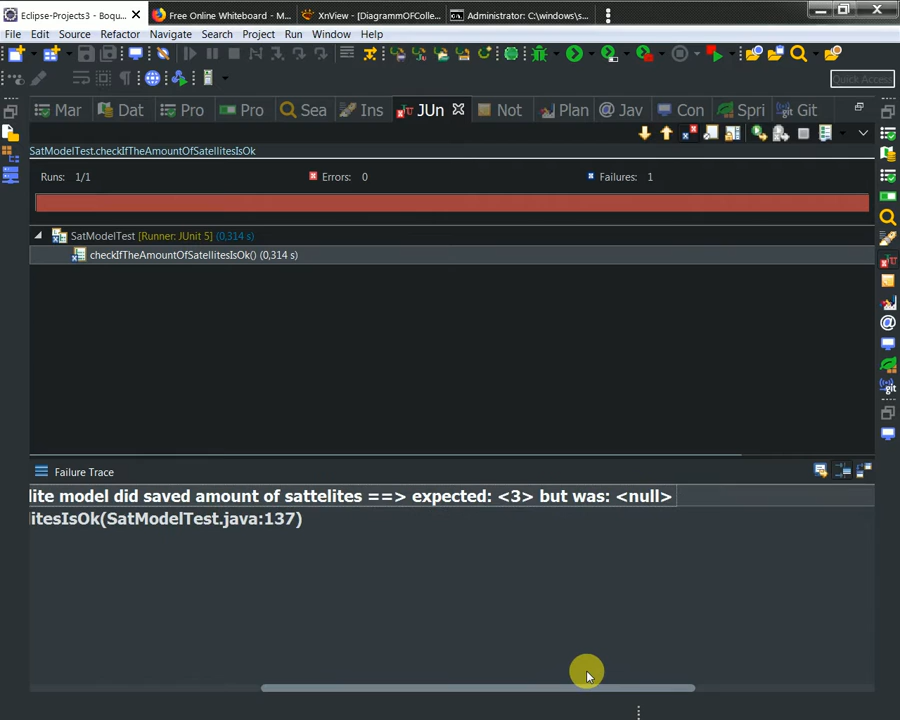 Eclipse-Projects3 - Boqu...
Free Online Whiteboard - M...
XnView - [DiagrammOFColle...
Administrator: C:\windows\s...
File Edit Source Refactor Navigate Search Project Run Window Help
Quick Access
Mar Dat Pro Pro Sea Ins JUn Not Plan @ Jav Con Spri Git
SatModelTest.checkIfTheAmountOfSatellitesIsOk
Runs: 1/1 Errors: 0 Failures: 1
SatModelTest [Runner: JUnit 5] (0,314 s)
checkIfTheAmountOfSatellitesIsOk() (0,314 s)
Failure Trace
lite model did saved amount of sattelites ==> expected: <3> but was: <null>
litesIsOk(SatModelTest.java:137)
git